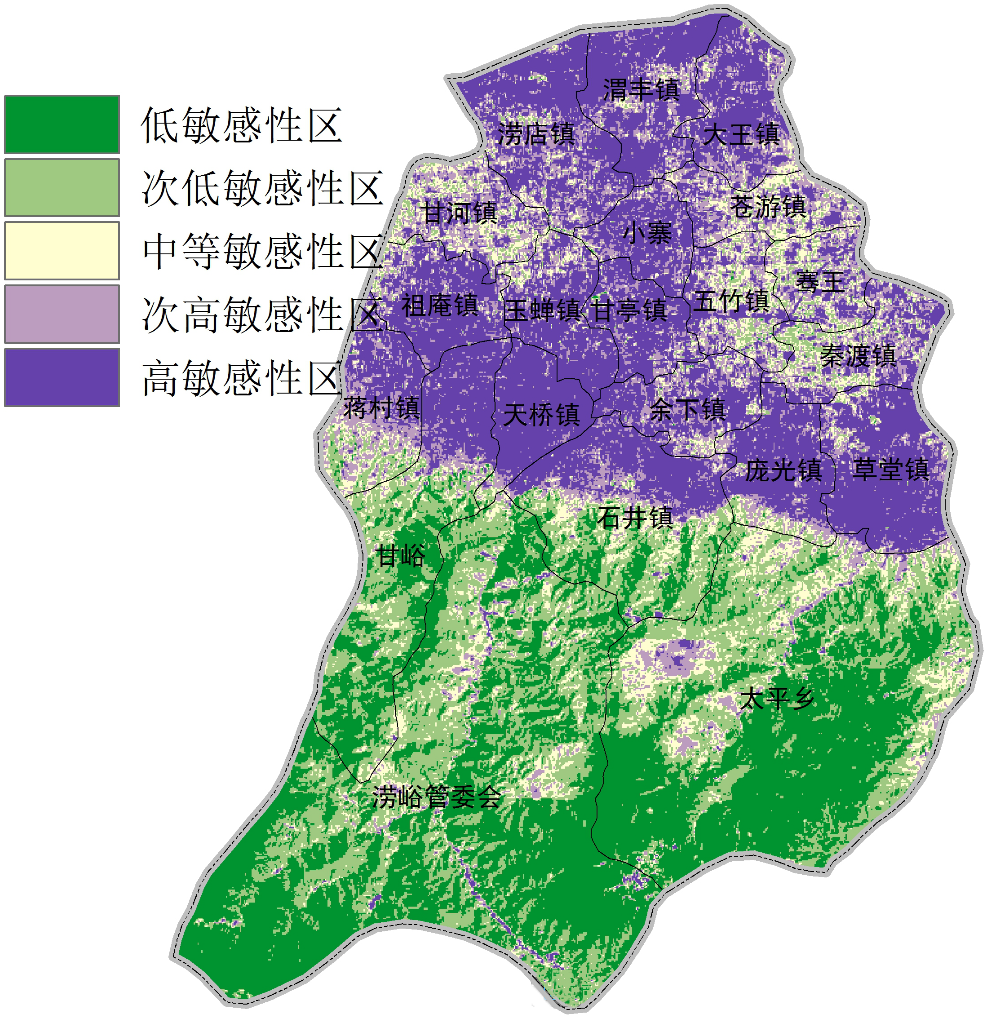 低敏感性区
次低敏感性区
中等敏感性区
次高敏感性区
高敏感性区
渭丰镇
涝店镇
大王镇
甘河镇
苍游镇
小寨
祖庵镇
玉蝉镇
甘亭镇
五竹镇
骞王
秦渡镇
蒋村镇
天桥镇
余下镇
庞光镇
草堂镇
石井镇
甘峪
太平乡
涝峪管委会